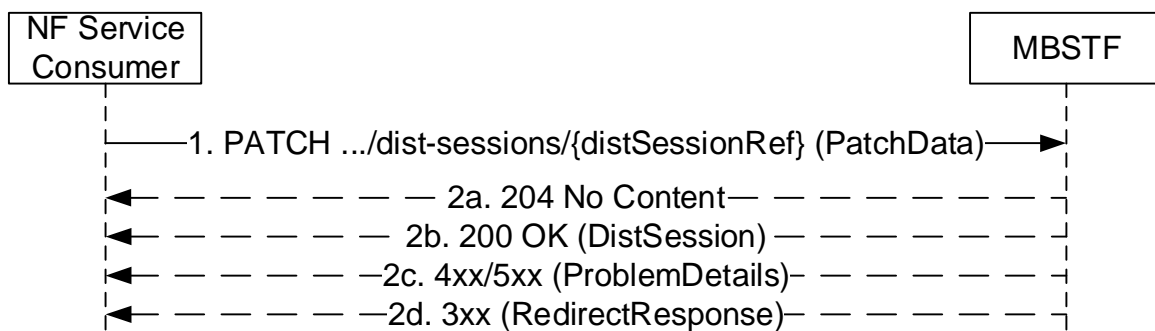 NF Service
Consumer
MBSTF
1. PATCH .../dist-sessions/{distSessionRef} (PatchData)
2a. 204 No Content
2b. 200 OK (DistSession)
2c. 4xx/5xx (ProblemDetails)
2d. 3xx (RedirectResponse)